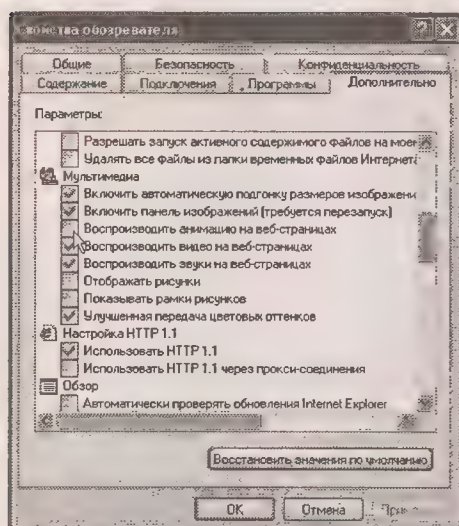 Свойства обозревателя
Общие Безопасность Конфиденциальность
Содержание Подключения Программы Дополнительно
Параметры:
Разрешать запуск активного содержимого файлов на моем
Удалять все файлы из папки временных файлов Интернета
Мультимедиа
Включить автоматическую подгонку размеров изображени
Включить панель изображений (требуется перезапуск)
Воспроизводить анимацию на веб-страницах
Воспроизводить видео на веб-страницах
Воспроизводить звуки на веб-страницах
Отображать рисунки
Показывать рамки рисунков
Улучшенная передача цветовых оттенков
Настройка HTTP 1.1
Использовать HTTP 1.1
Использовать HTTP 1.1 через прокси-соединения
Обзор
Автоматически проверять обновления Internet Explorer
Восстановить значения по умолчанию
OK Отмена